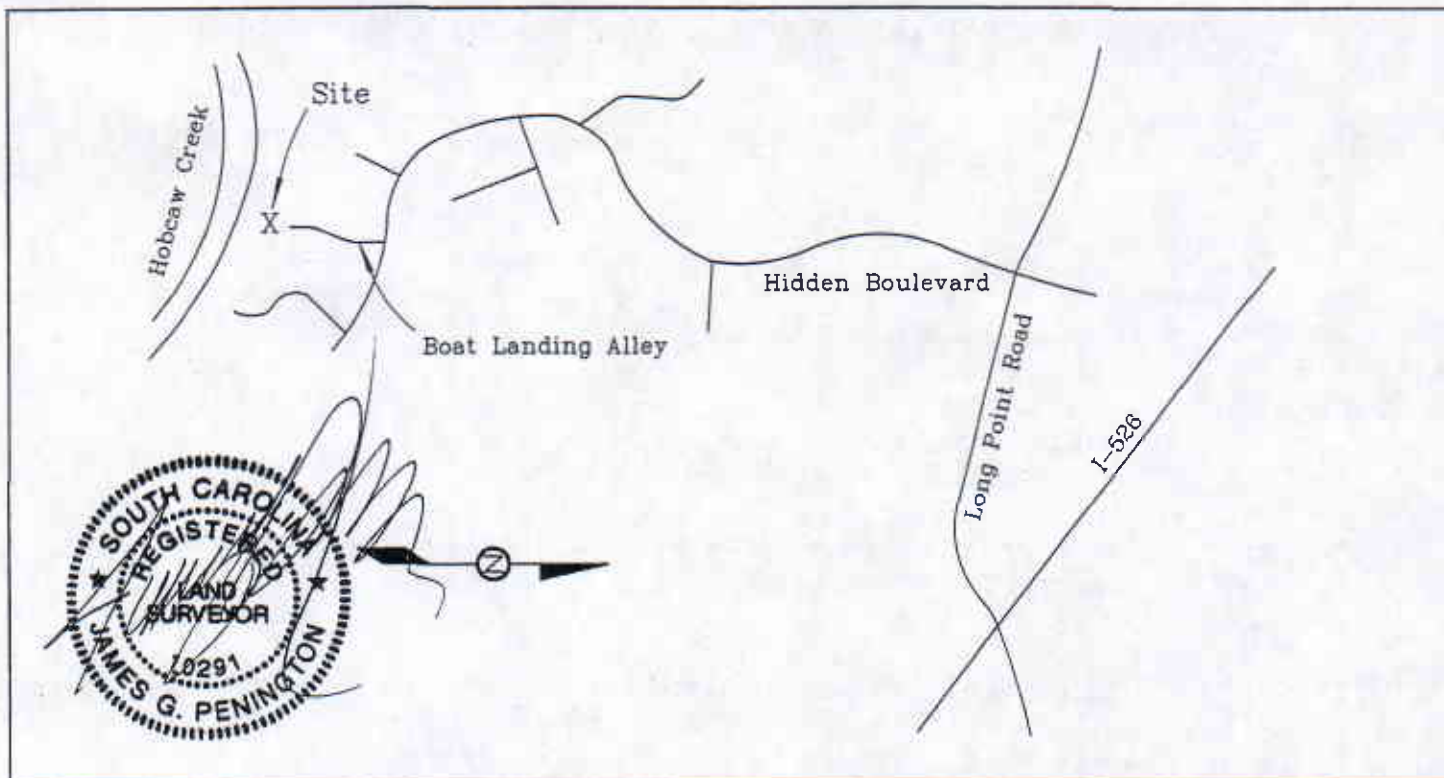 Site
Hobcaw Creek
X
Hidden Boulevard
Boat Landing Alley
Long Point Road
I-526
N
SOUTH CAROLINA
REGISTERED
LAND
SURVEYOR
10291
JAMES G. PENINGTON